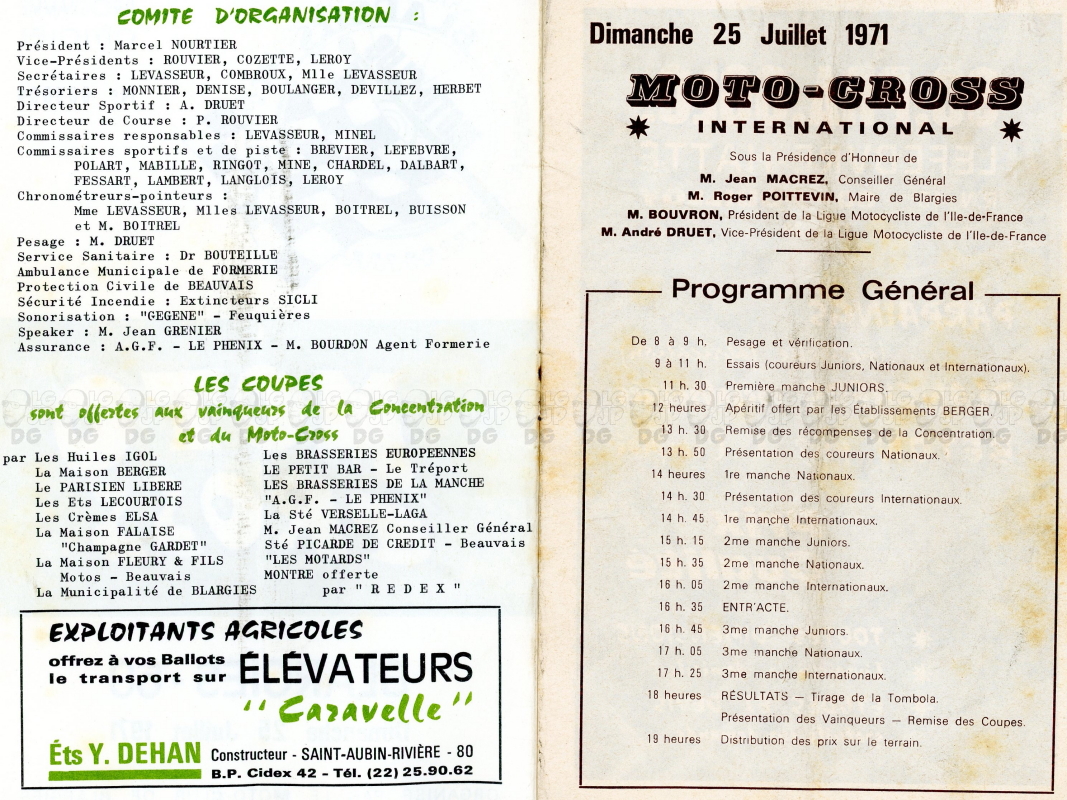 COMITE D'ORGANISATION :
Président : Marcel NOURTIER
Vice-Présidents : ROUVIER, COZETTE, LEROY
Secrétaires : LEVASSEUR, COMBROUX, Mlle LEVASSEUR
Trésoriers : MONNIER, DENISE, BOULANGER, DEVILLEZ, HERBET
Directeur Sportif : A. DRUET
Directeur de Course : P. ROUVIER
Commissaires responsables : LEVASSEUR, MINEL
Commissaires sportifs et de piste : BREVIER, LEFEBVRE,
POLART, MABILLE, RINGOT, MINE, CHARDEL, DALBART,
FESSART, LAMBERT, LANGLOIS, LEROY
Chronométreurs-pointeurs :
Mme LEVASSEUR, Mlles LEVASSEUR, BOITREL, BUISSON
et M. BOITREL
Pesage : M. DRUET
Service Sanitaire : Dr BOUTEILLE
Ambulance Municipale de FORMERIE
Protection Civile de BEAUVAIS
Sécurité Incendie : Extincteurs SICLI
Sonorisation : "GEGENE" - Feuquières
Speaker : M. Jean GRENIER
Assurance : A.G.F. - LE PHENIX - M. BOURDON Agent Formerie
LES COUPES
sont offertes aux vainqueurs de la Concentration
et du Moto-Cross
par Les Huiles IGOL
La Maison BERGER
Le PARISIEN LIBERE
Les Ets LECOURTOIS
Les Crèmes ELSA
La Maison FALAISE
"Champagne GARDET"
La Maison FLEURY & FILS
Motos - Beauvais
La Municipalité de BLARGIES
Les BRASSERIES EUROPEENNES
LE PETIT BAR - Le Tréport
LES BRASSERIES DE LA MANCHE
"A.G.F. - LE PHENIX"
La Sté VERSELLE-LAGA
M. Jean MACREZ Conseiller Général
Sté PICARDE DE CREDIT - Beauvais
"LES MOTARDS"
MONTRE offerte
par " R E D E X "
EXPLOITANTS AGRICOLES
offrez à vos Ballots
le transport sur
ÉLÉVATEURS
"Caravelle"
Éts Y. DEHAN
Constructeur - SAINT-AUBIN-RIVIÈRE - 80
B.P. Cidex 42 - Tél. (22) 25.90.62
Dimanche 25 Juillet 1971
MOTO-CROSS
INTERNATIONAL
Sous la Présidence d'Honneur de
M. Jean MACREZ, Conseiller Général
M. Roger POITTEVIN, Maire de Blargies
M. BOUVRON, Président de la Ligue Motocycliste de l'Ile-de-France
M. André DRUET, Vice-Président de la Ligue Motocycliste de l'Ile-de-France
Programme Général
De 8 à 9 h. Pesage et vérification.
9 à 11 h. Essais (coureurs Juniors, Nationaux et Internationaux).
11 h. 30 Première manche JUNIORS.
12 heures Apéritif offert par les Établissements BERGER.
13 h. 30 Remise des récompenses de la Concentration.
13 h. 50 Présentation des coureurs Nationaux.
14 heures 1re manche Nationaux.
14 h. 30 Présentation des coureurs Internationaux.
14 h. 45 1re manche Internationaux.
15 h. 15 2me manche Juniors.
15 h. 35 2me manche Nationaux.
16 h. 05 2me manche Internationaux.
16 h. 35 ENTR'ACTE.
16 h. 45 3me manche Juniors.
17 h. 05 3me manche Nationaux.
17 h. 25 3me manche Internationaux.
18 heures RÉSULTATS — Tirage de la Tombola.
Présentation des Vainqueurs — Remise des Coupes.
19 heures Distribution des prix sur le terrain.